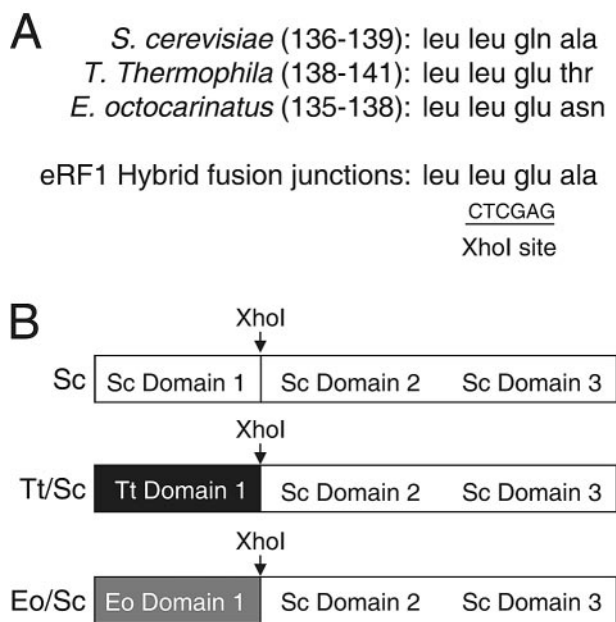 A
S. cerevisiae (136-139): leu leu gln ala
T. Thermophila (138-141): leu leu glu thr
E. octocarinatus (135-138): leu leu glu asn
eRF1 Hybrid fusion junctions: leu leu glu ala
CTCGAG
XhoI site
B
XhoI
Sc Sc Domain 1 Sc Domain 2 Sc Domain 3
XhoI
Tt/Sc Tt Domain 1 Sc Domain 2 Sc Domain 3
XhoI
Eo/Sc Eo Domain 1 Sc Domain 2 Sc Domain 3